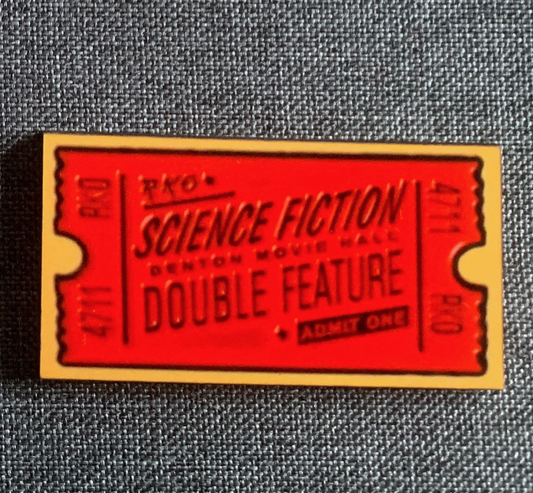 RKO
4711
RKO
SCIENCE FICTION
DENTON MOVIE HALL
DOUBLE FEATURE
ADMIT ONE
4711
RKO